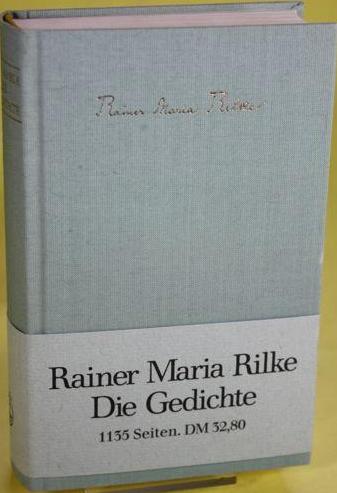 Rainer Maria Rilke
Rainer Maria Rilke
Die Gedichte
1135 Seiten. DM 32,80